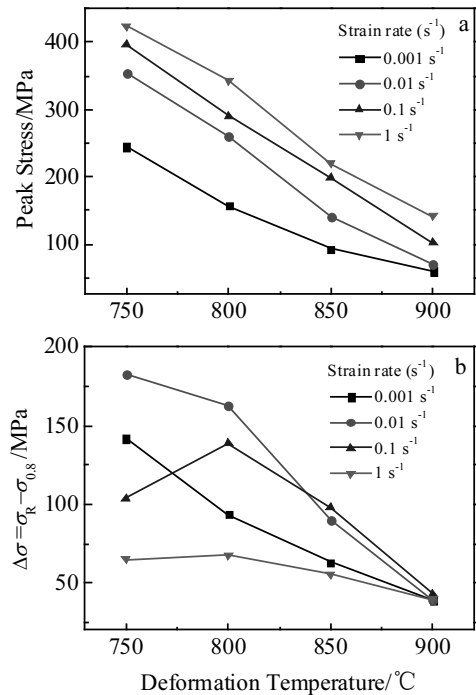 a
Strain rate (s⁻¹)
0.001 s⁻¹
0.01 s⁻¹
0.1 s⁻¹
1 s⁻¹
400
300
200
100
Peak Stress/MPa
750 800 850 900
b
Strain rate (s⁻¹)
0.001 s⁻¹
0.01 s⁻¹
0.1 s⁻¹
1 s⁻¹
200
150
100
50
Δσ=σR−σ0.8/MPa
750 800 850 900
Deformation Temperature/℃